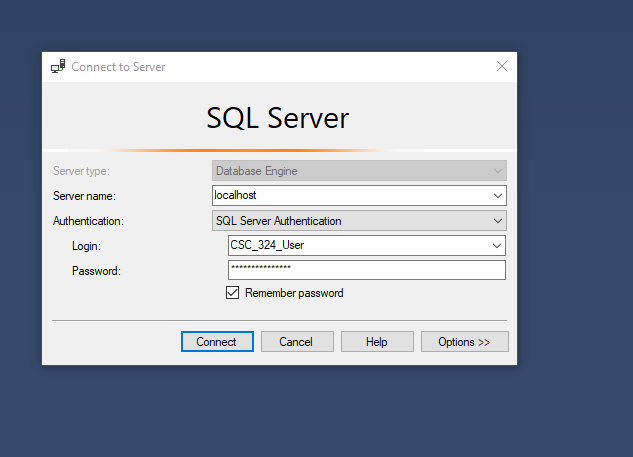 Connect to Server
SQL Server
Server type: Database Engine
Server name: localhost
Authentication: SQL Server Authentication
Login: CSC_324_User
Password: ***************
Remember password
Connect Cancel Help Options >>